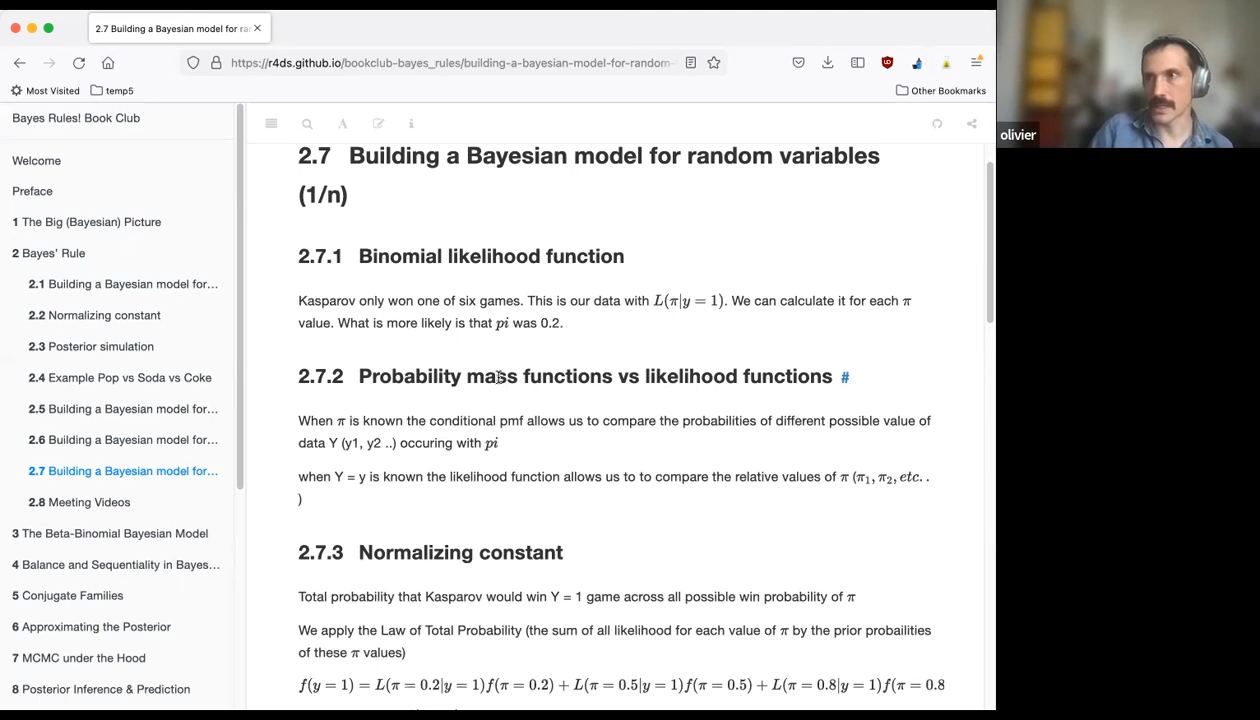 2.7 Building a Bayesian model for ra
https://r4ds.github.io/bookclub-bayes_rules/building-a-bayesian-model-for-random-
Most Visited
temp5
Other Bookmarks
Bayes Rules! Book Club
Welcome
Preface
1 The Big (Bayesian) Picture
2 Bayes' Rule
2.1 Building a Bayesian model for…
2.2 Normalizing constant
2.3 Posterior simulation
2.4 Example Pop vs Soda vs Coke
2.5 Building a Bayesian model for…
2.6 Building a Bayesian model for…
2.7 Building a Bayesian model for…
2.8 Meeting Videos
3 The Beta-Binomial Bayesian Model
4 Balance and Sequentiality in Bayes…
5 Conjugate Families
6 Approximating the Posterior
7 MCMC under the Hood
8 Posterior Inference & Prediction
2.7 Building a Bayesian model for random variables
(1/n)
2.7.1 Binomial likelihood function
Kasparov only won one of six games. This is our data with L(π|y = 1). We can calculate it for each π
value. What is more likely is that pi was 0.2.
2.7.2 Probability mass functions vs likelihood functions #
When π is known the conditional pmf allows us to compare the probabilities of different possible value of
data Y (y1, y2 ..) occuring with pi
when Y = y is known the likelihood function allows us to to compare the relative values of π (π₁, π₂, etc. .
)
2.7.3 Normalizing constant
Total probability that Kasparov would win Y = 1 game across all possible win probability of π
We apply the Law of Total Probability (the sum of all likelihood for each value of π by the prior probailities
of these π values)
f(y = 1) = L(π = 0.2|y = 1)f(π = 0.2) + L(π = 0.5|y = 1)f(π = 0.5) + L(π = 0.8|y = 1)f(π = 0.8
olivier